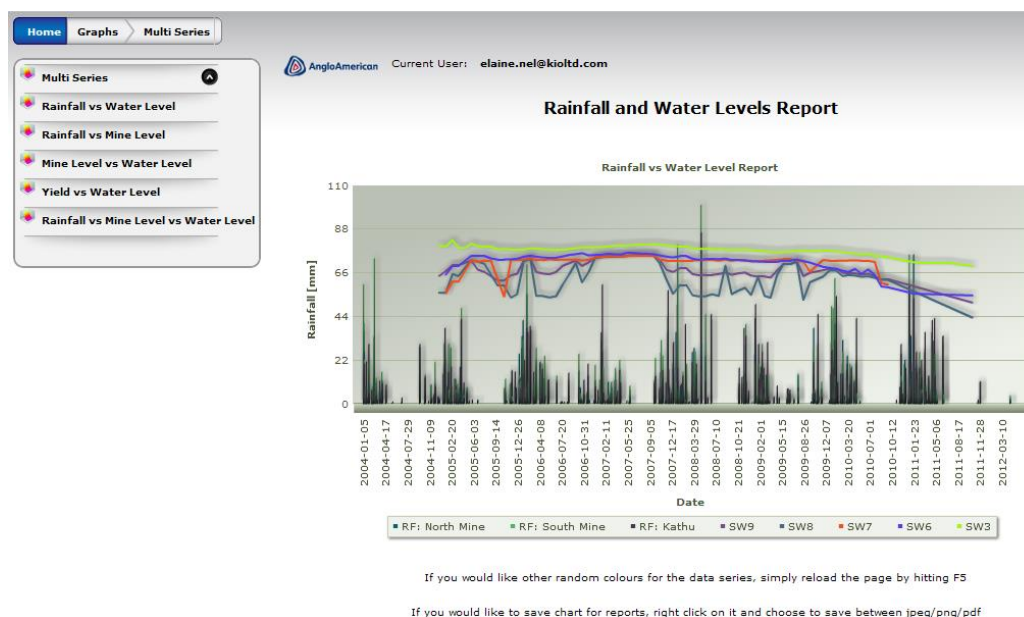 Home Graphs Multi Series
Multi Series
Rainfall vs Water Level
Rainfall vs Mine Level
Mine Level vs Water Level
Yield vs Water Level
Rainfall vs Mine Level vs Water Level
AngloAmerican Current User: elaine.nel@kioltd.com
Rainfall and Water Levels Report
Rainfall vs Water Level Report
110
88
66
44
22
0
Rainfall [mm]
2004-01-05
2004-04-17
2004-07-29
2004-11-09
2005-02-20
2005-06-03
2005-09-14
2005-12-26
2006-04-08
2006-07-20
2006-10-31
2007-02-11
2007-05-25
2007-09-05
2007-12-17
2008-03-29
2008-07-10
2008-10-21
2009-02-01
2009-05-15
2009-08-26
2009-12-07
2010-03-20
2010-07-01
2010-10-12
2011-01-23
2011-05-06
2011-08-17
2011-11-28
2012-03-10
Date
RF: North Mine RF: South Mine RF: Kathu SW9 SW8 SW7 SW6 SW3
If you would like other random colours for the data series, simply reload the page by hitting F5
If you would like to save chart for reports, right click on it and choose to save between jpeg/png/pdf